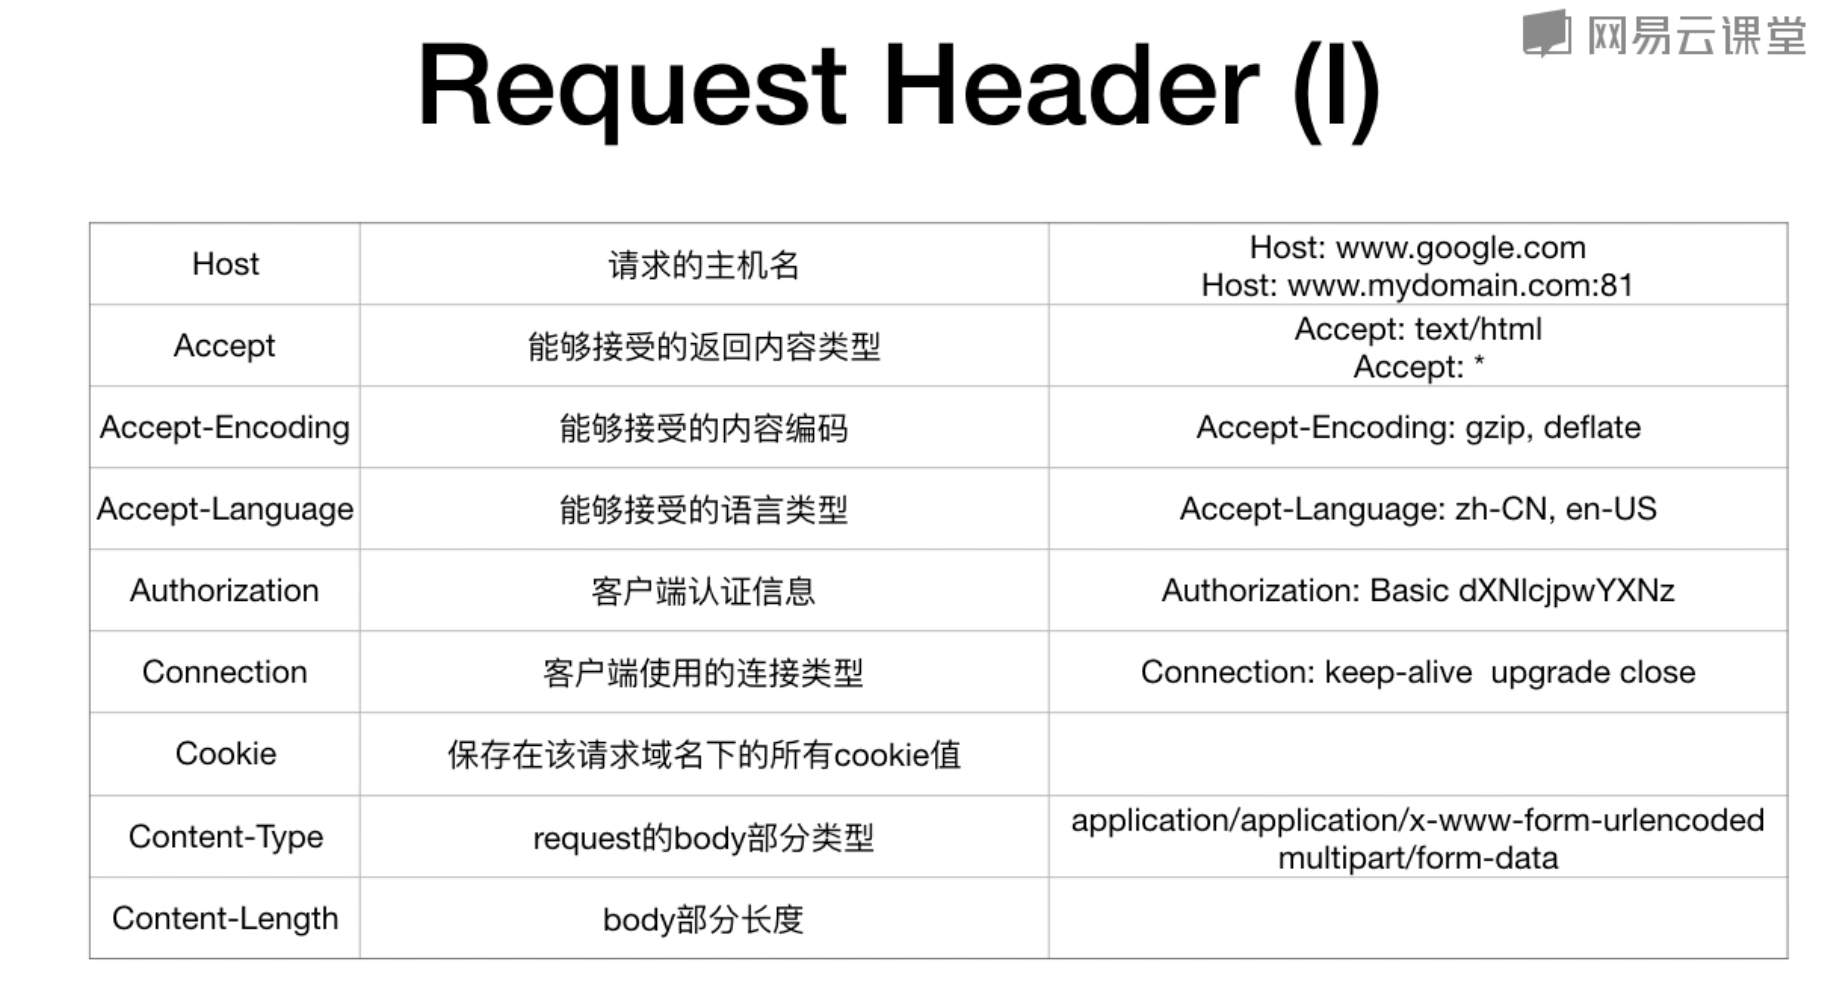 网易云课堂
Request Header (I)
Host
请求的主机名
Host: www.google.com
Host: www.mydomain.com:81
Accept
能够接受的返回内容类型
Accept: text/html
Accept: *
Accept-Encoding
能够接受的内容编码
Accept-Encoding: gzip, deflate
Accept-Language
能够接受的语言类型
Accept-Language: zh-CN, en-US
Authorization
客户端认证信息
Authorization: Basic dXNlcjpwYXNz
Connection
客户端使用的连接类型
Connection: keep-alive  upgrade close
Cookie
保存在该请求域名下的所有cookie值
Content-Type
request的body部分类型
application/application/x-www-form-urlencoded
multipart/form-data
Content-Length
body部分长度